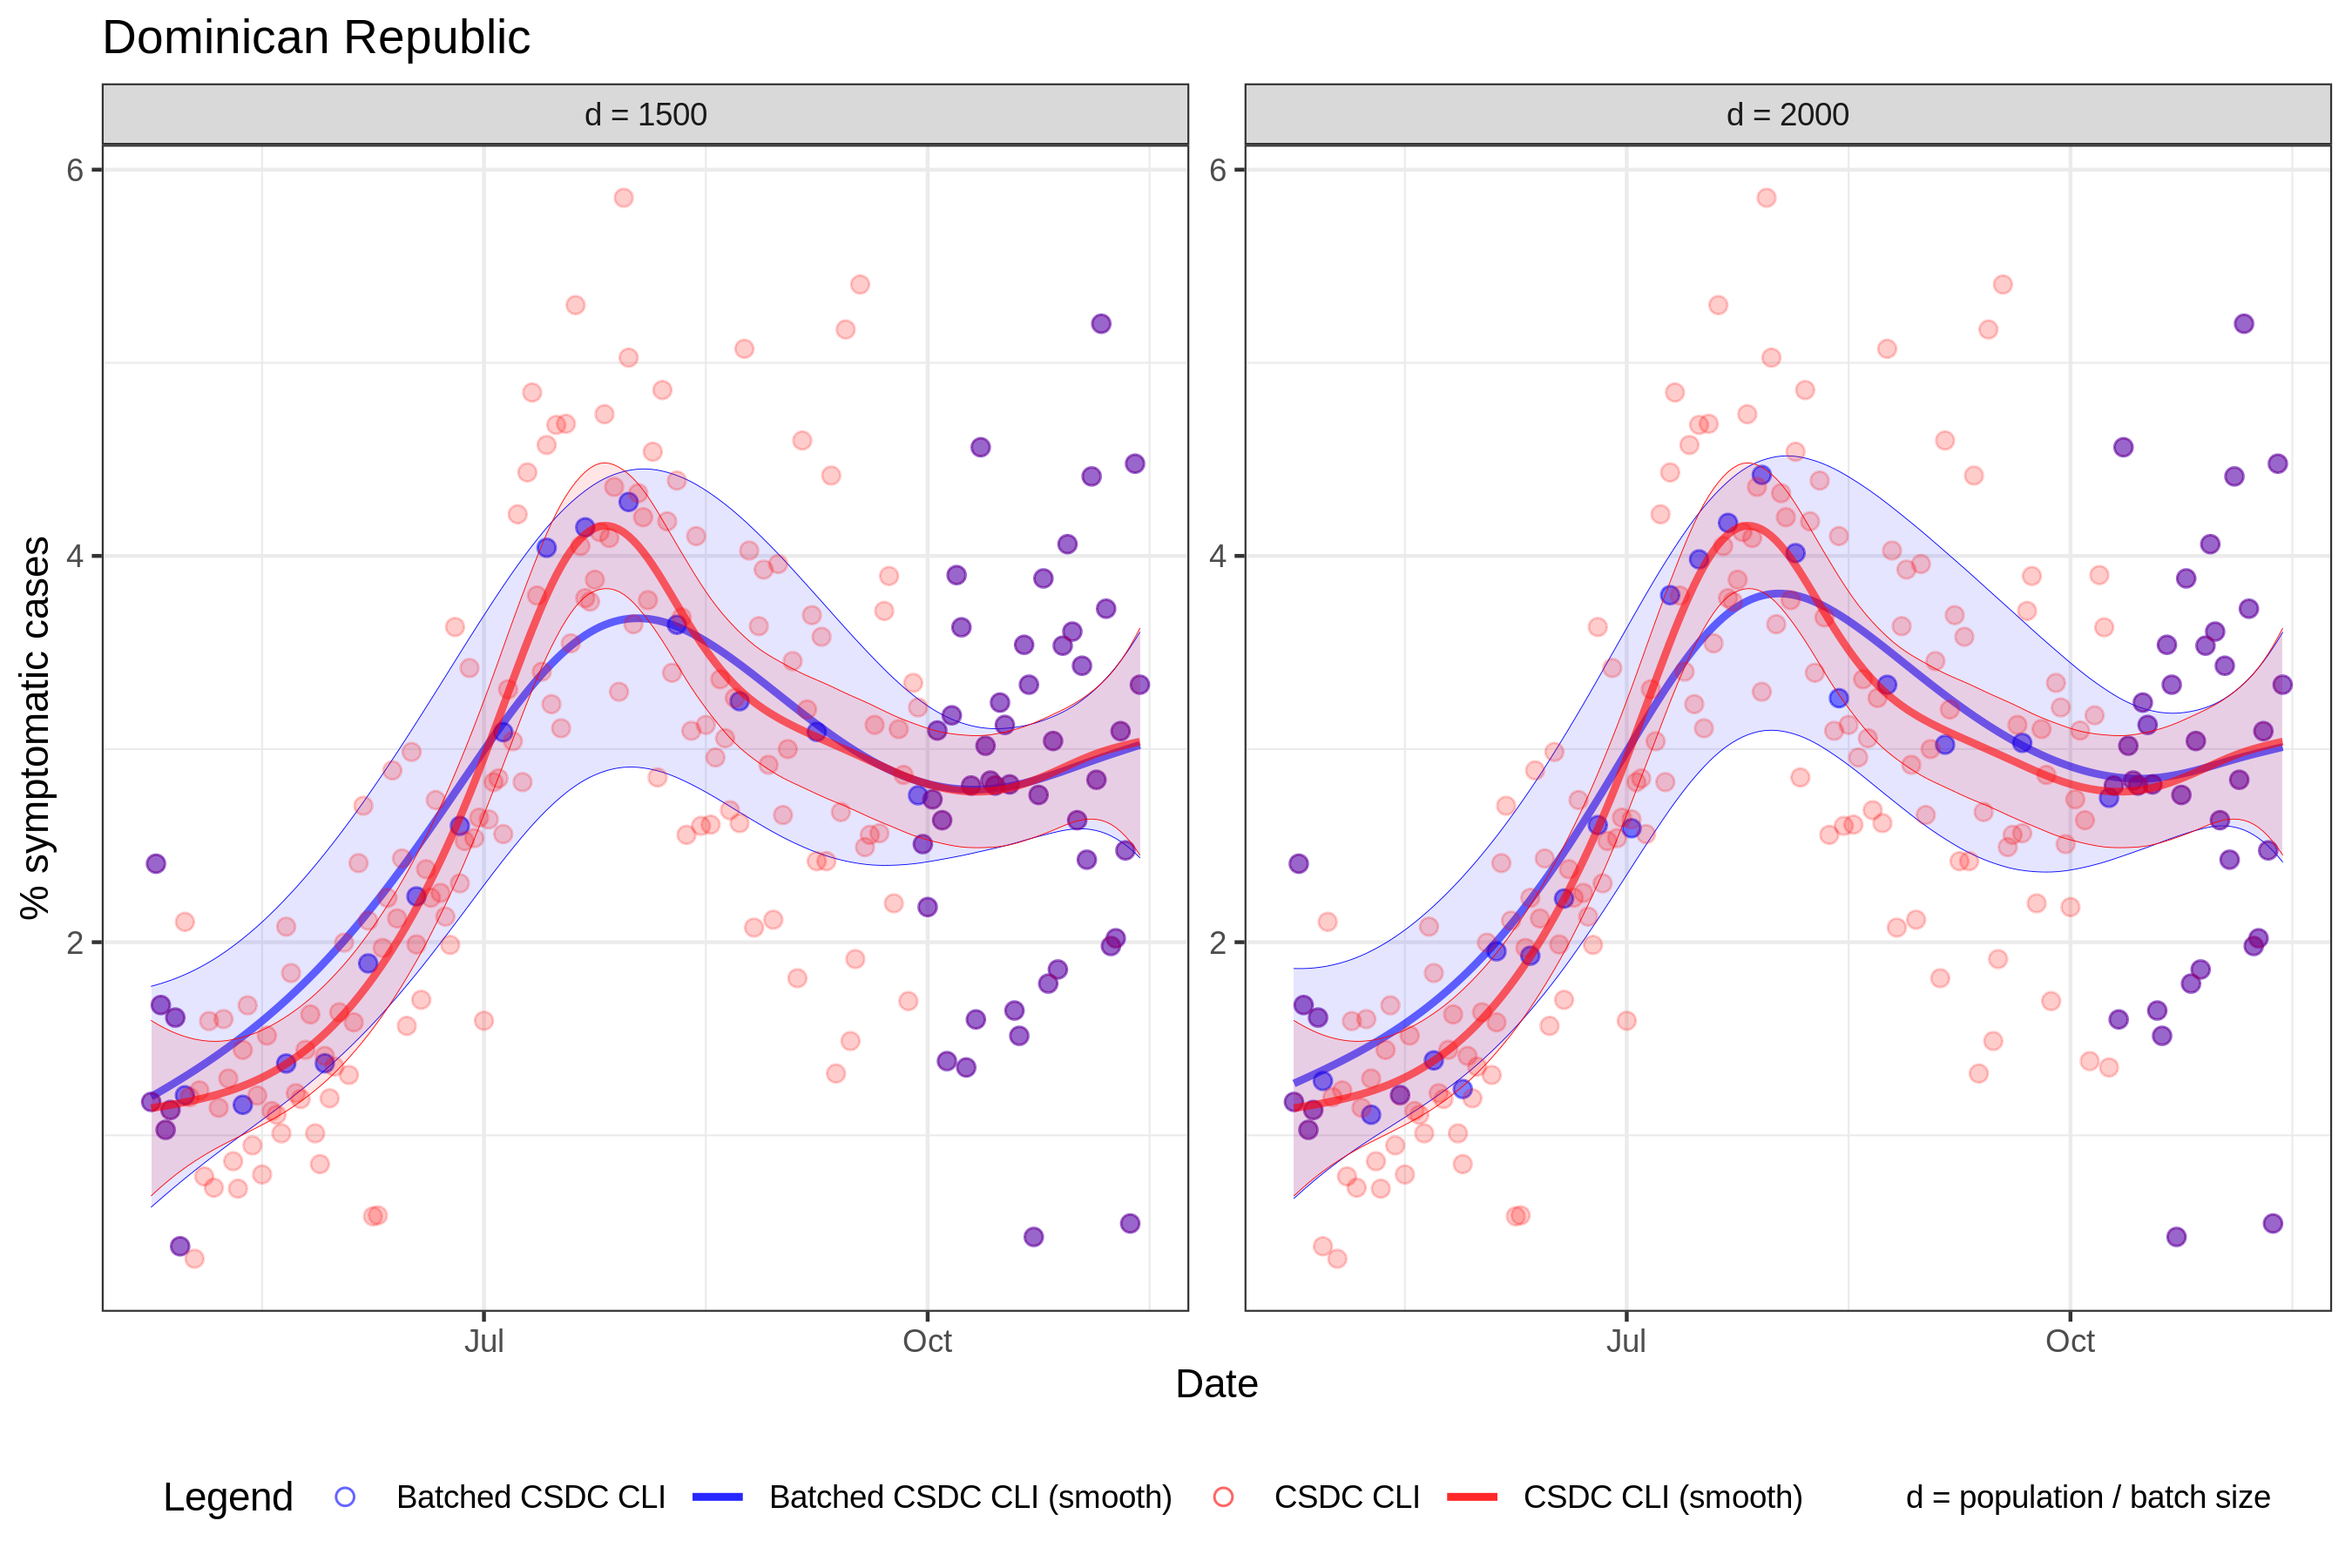 Dominican Republic
d = 1500
d = 2000
% symptomatic cases
6
4
2
6
4
2
Jul
Oct
Jul
Oct
Date
Legend
Batched CSDC CLI
Batched CSDC CLI (smooth)
CSDC CLI
CSDC CLI (smooth)
d = population / batch size